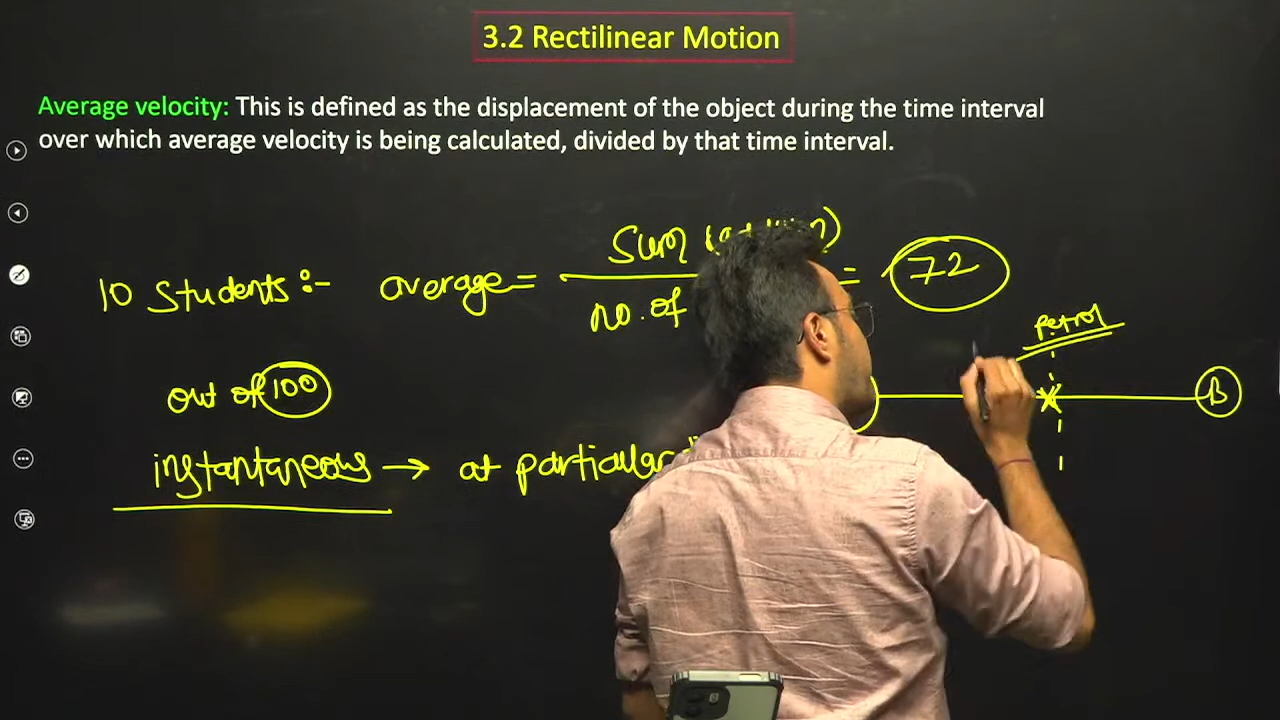 3.2 Rectilinear Motion
Average velocity: This is defined as the displacement of the object during the time interval
over which average velocity is being calculated, divided by that time interval.
10 students :- average = Sum
no. of
= 72
Petrol
out of 100
B
instantaneous → at particular